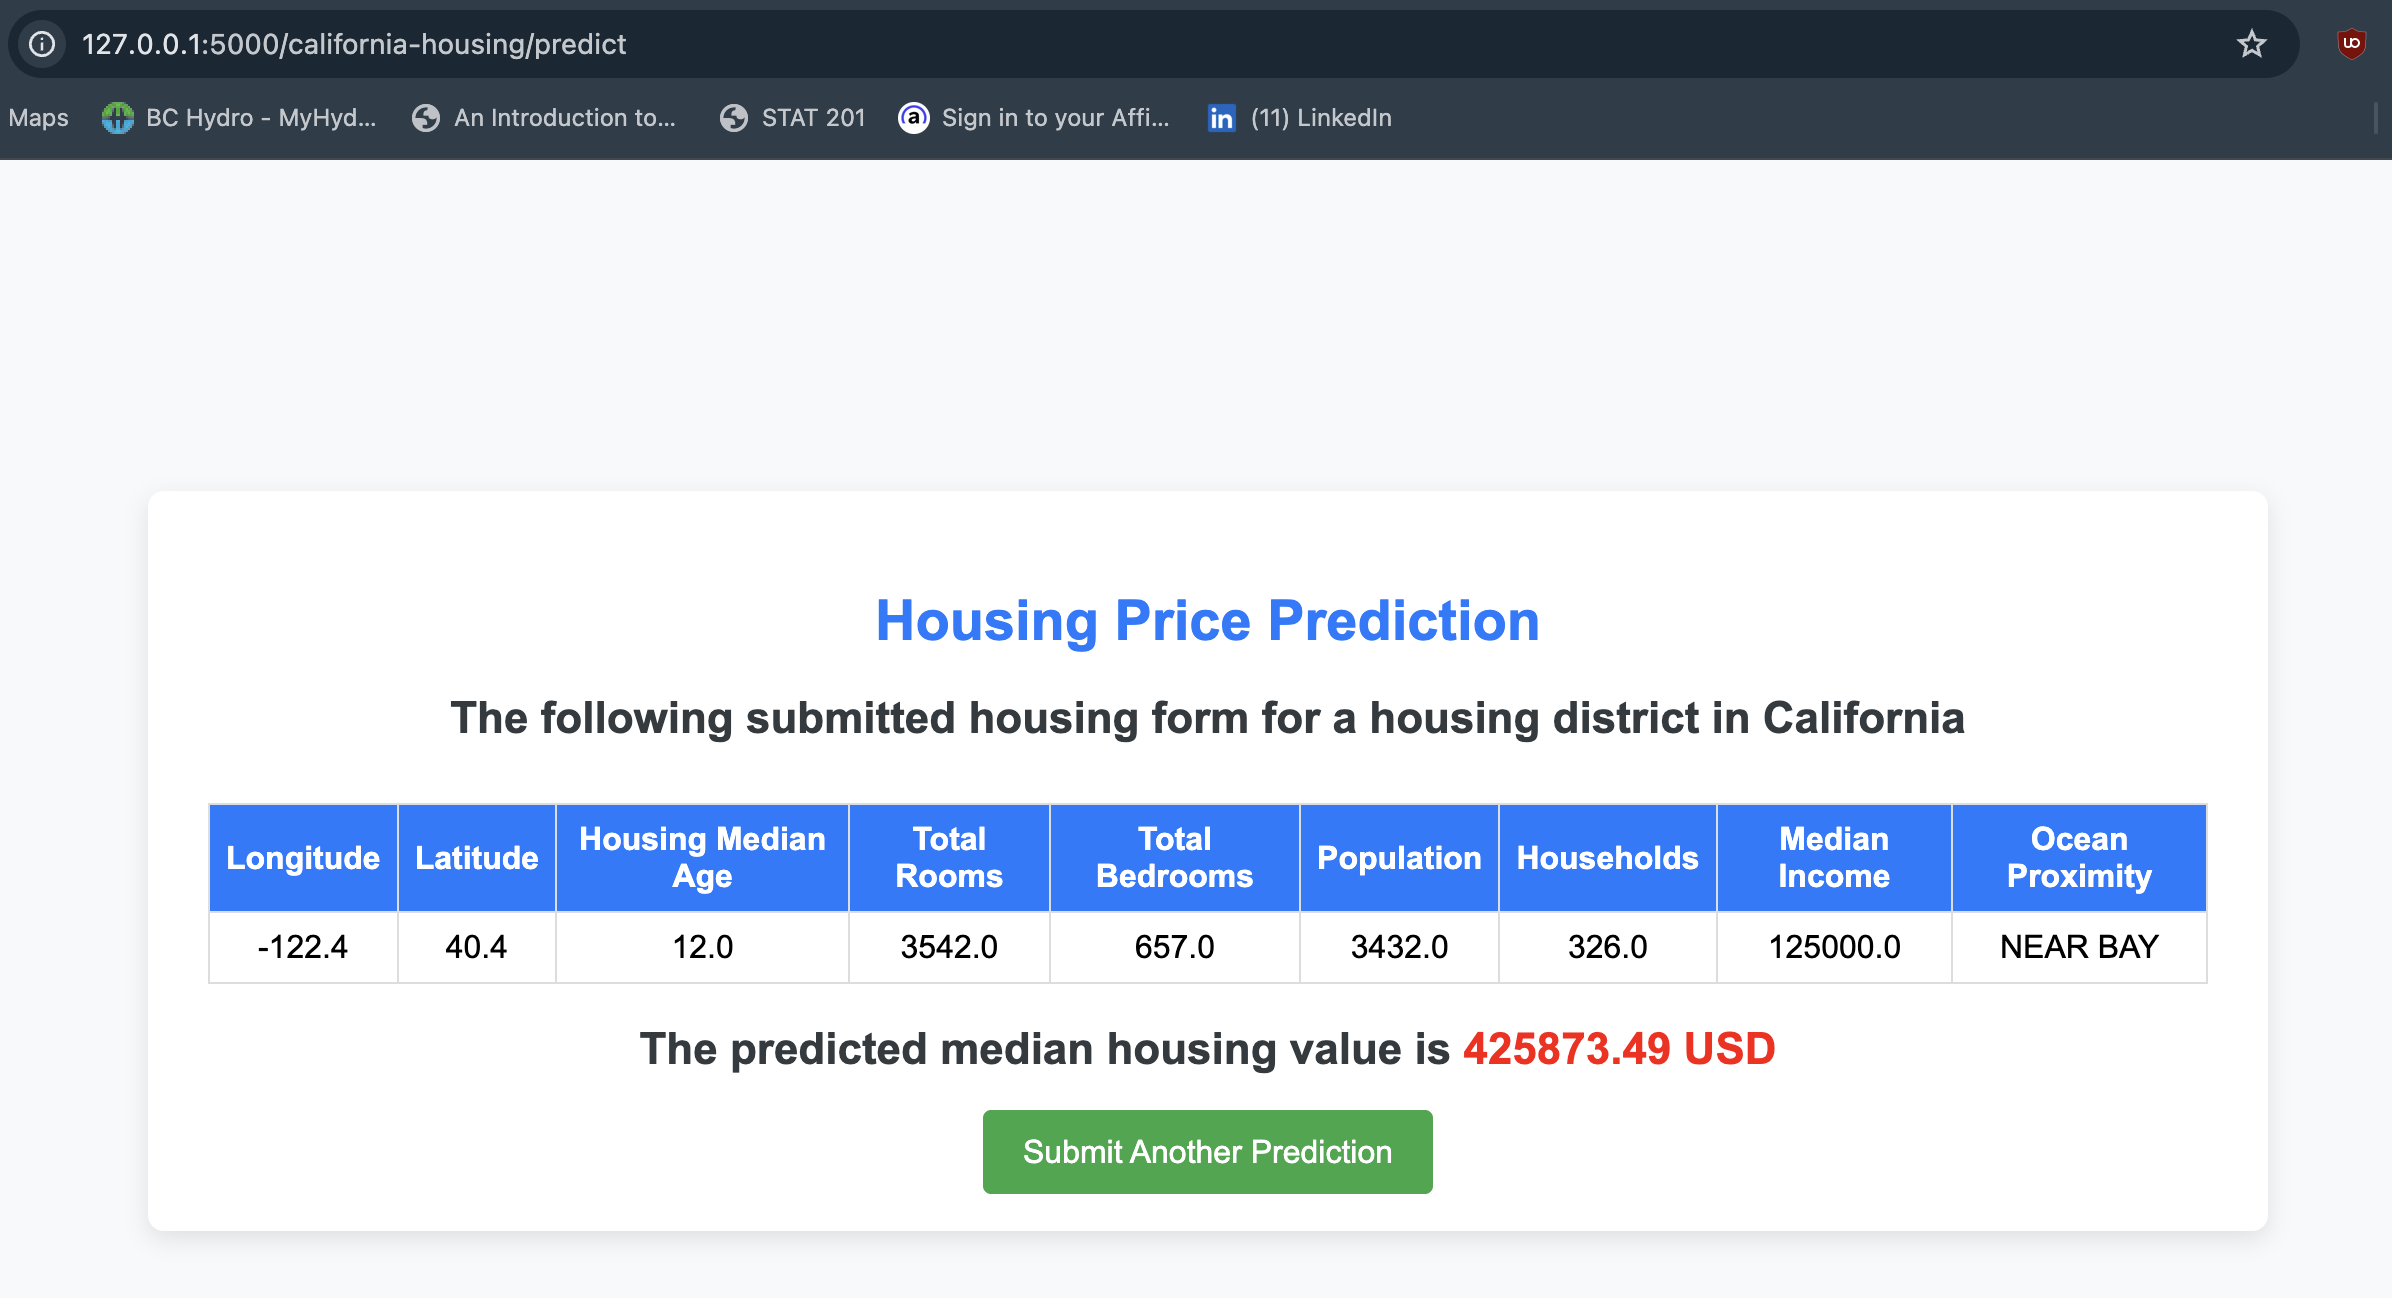 127.0.0.1:5000/california-housing/predict
Maps BC Hydro - MyHyd... An Introduction to... STAT 201 Sign in to your Affi... (11) LinkedIn
Housing Price Prediction
The following submitted housing form for a housing district in California
Longitude Latitude Housing Median Age Total Rooms Total Bedrooms Population Households Median Income Ocean Proximity
-122.4 40.4 12.0 3542.0 657.0 3432.0 326.0 125000.0 NEAR BAY
The predicted median housing value is 425873.49 USD
Submit Another Prediction